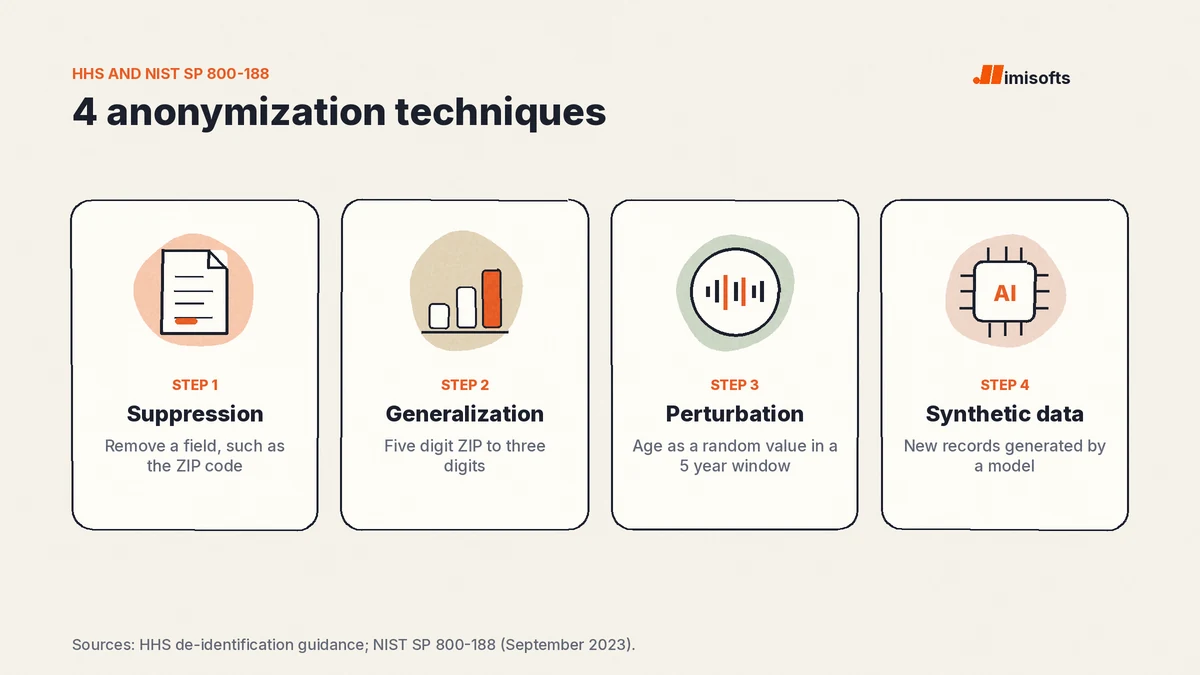 HHS AND NIST SP 800-188
imisofts
4 anonymization techniques
AI
STEP 1
Suppression
Remove a field, such as
the ZIP code
STEP 2
Generalization
Five digit ZIP to three
digits
STEP 3
Perturbation
Age as a random value in a
5 year window
STEP 4
Synthetic data
New records generated by
a model
Sources: HHS de-identification guidance; NIST SP 800-188 (September 2023).